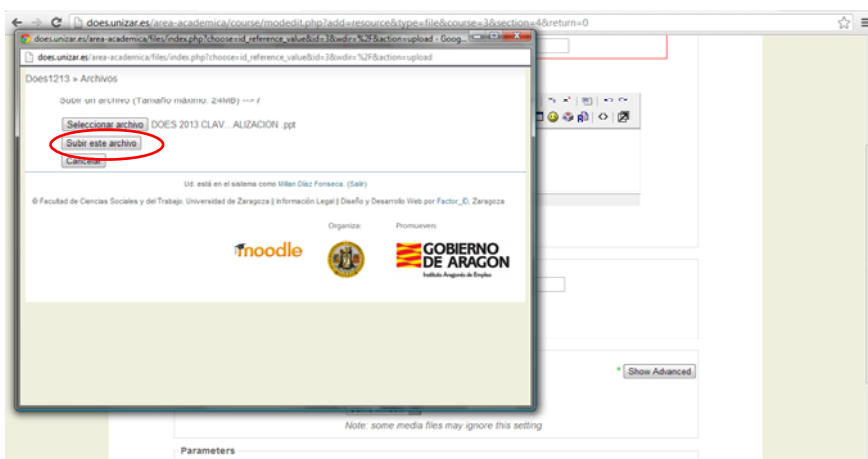 does.unizar.es/area-academica/course/modedit.php?add=resource&type=file&course=3&section=4&return=0
does.unizar.es/area-academica/files/index.php?choose=id_reference_value&id=3&wdir=%2F&action=upload - Goog...
does.unizar.es/area-academica/files/index.php?choose=id_reference_value&id=3&wdir=%2F&action=upload
Does1213 » Archivos
Subir un archivo (Tamaño máximo: 24MB) --> /
Seleccionar archivo DOES 2013 CLAV...ALIZACION .ppt
Subir este archivo
Cancelar
Ud. está en el sistema como Millan Díaz Fonseca. (Salir)
© Facultad de Ciencias Sociales y del Trabajo. Universidad de Zaragoza | Información Legal | Diseño y Desarrollo Web por Factor_ID, Zaragoza
Organiza: Promueven:
moodle
GOBIERNO
DE ARAGON
Instituto Aragonés de Empleo
* Show Advanced
Note: some media files may ignore this setting
Parameters